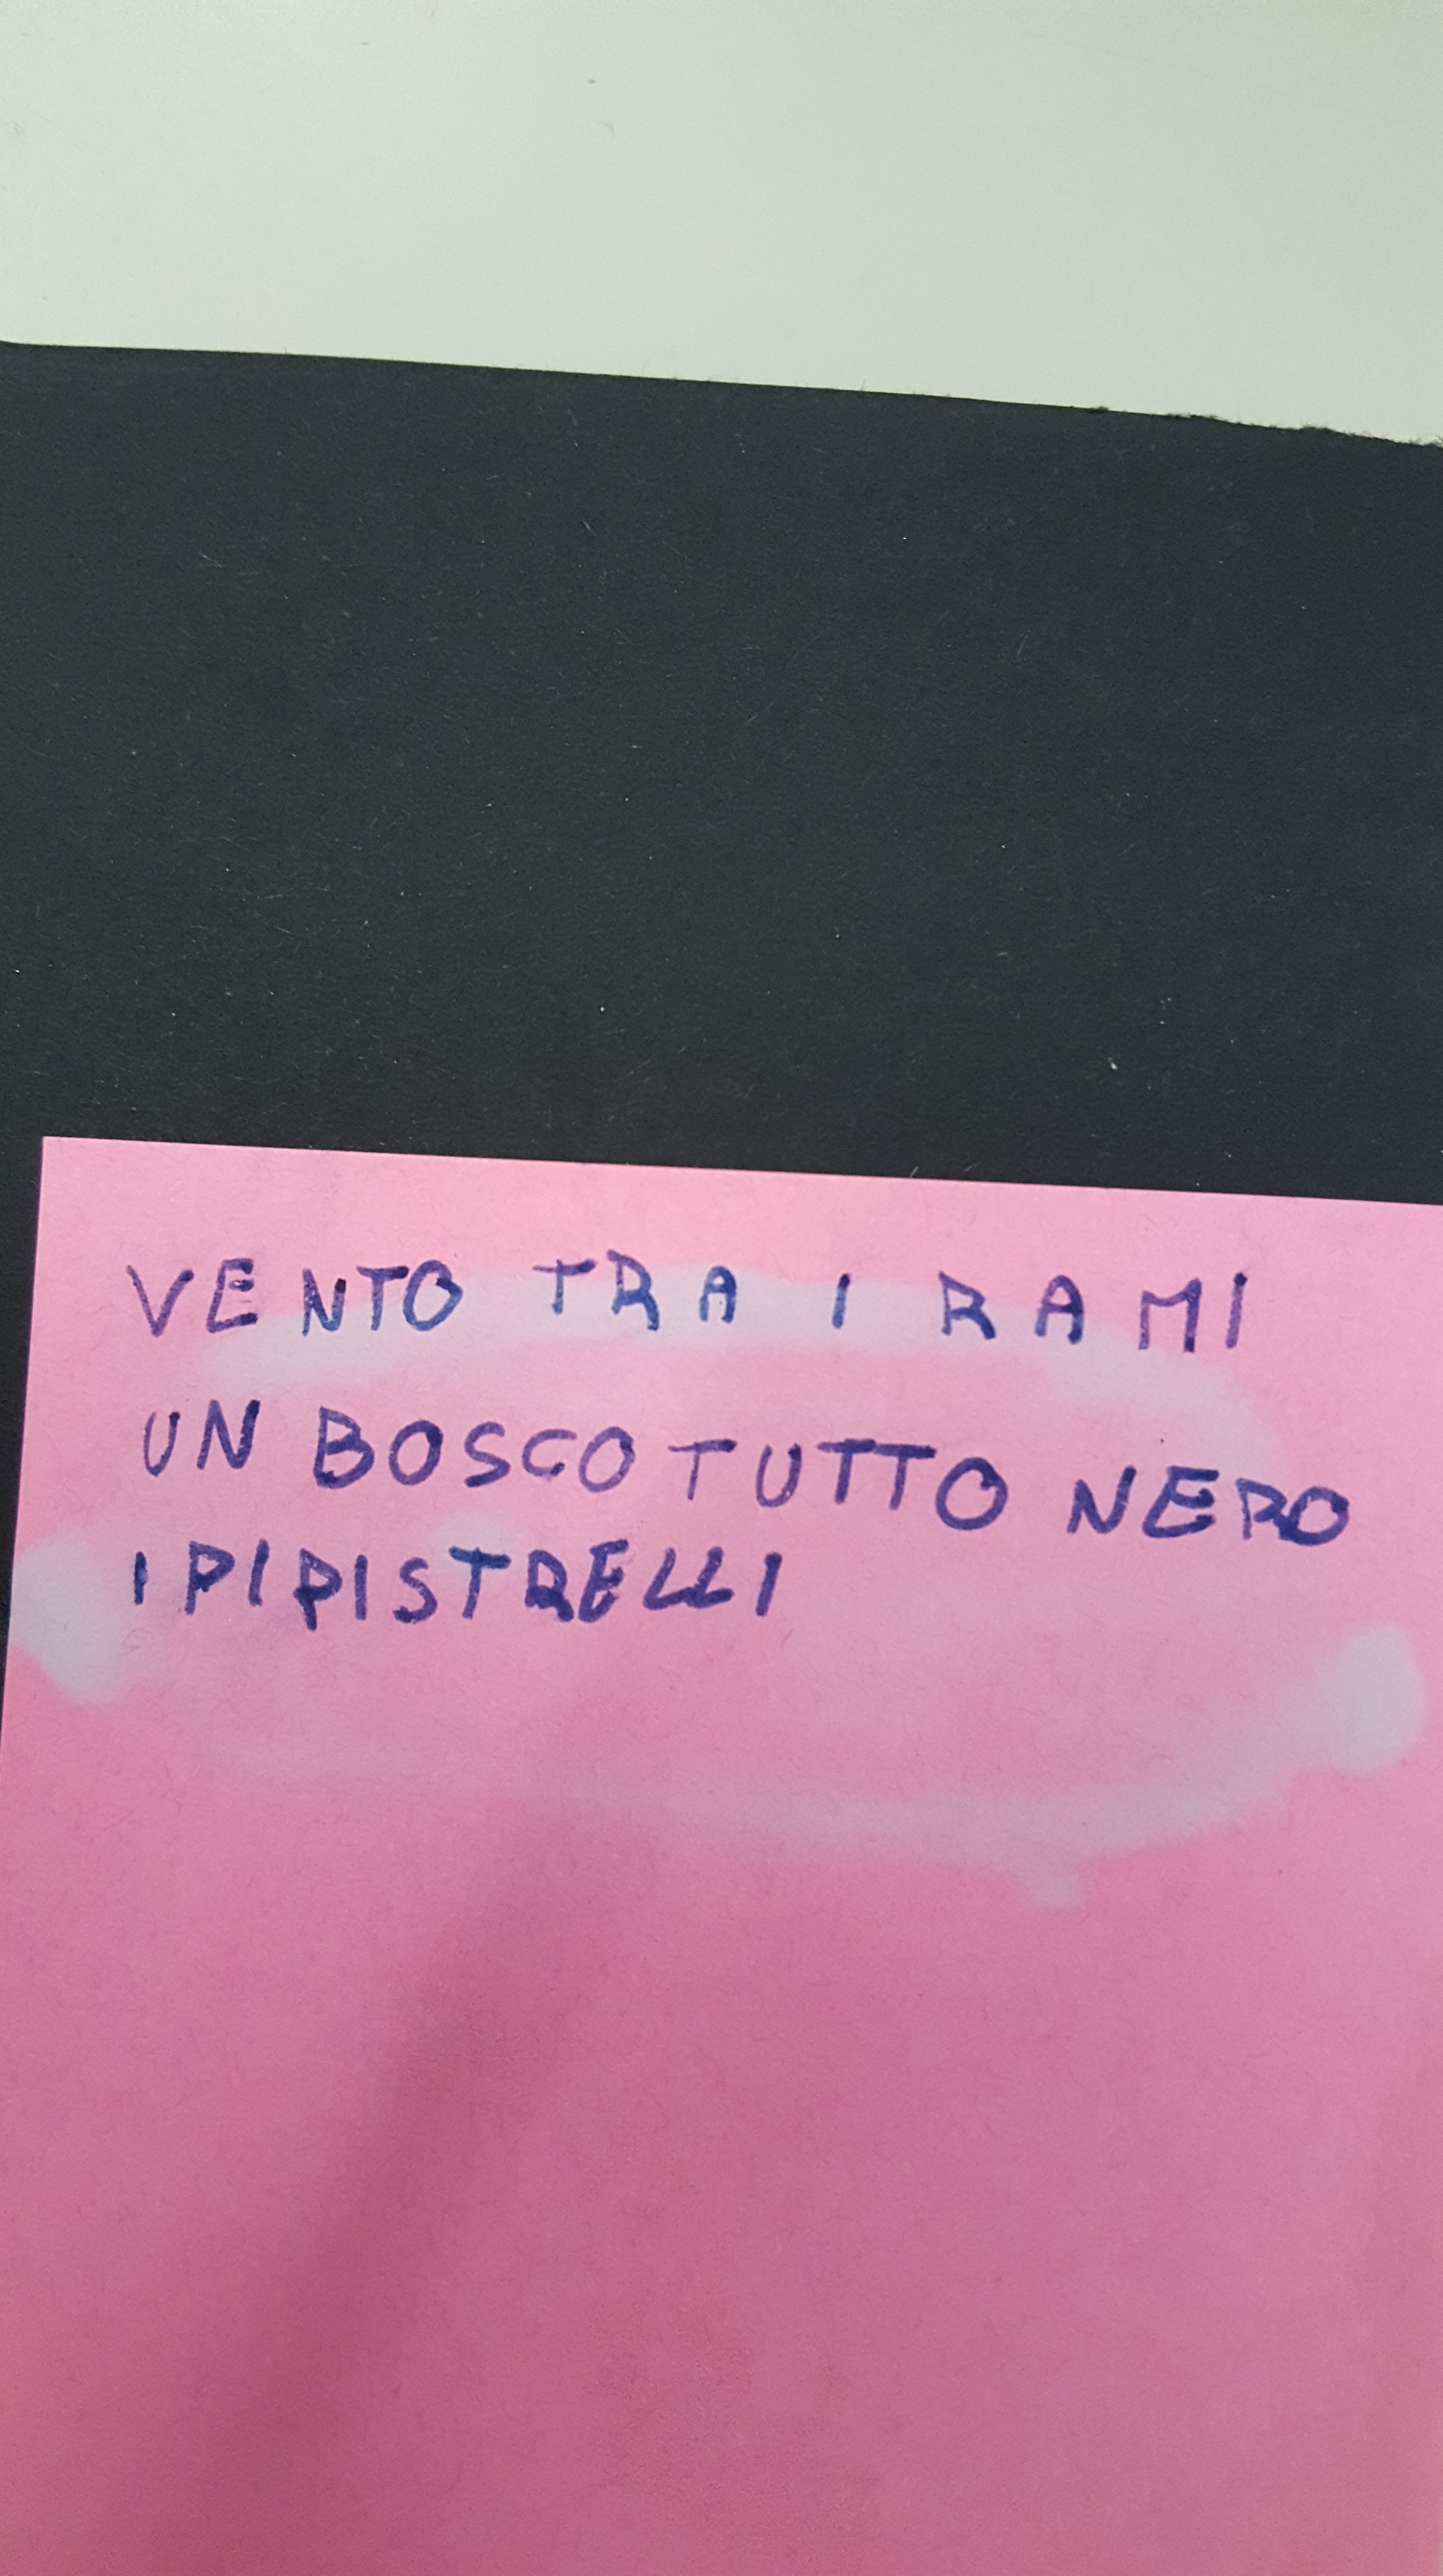 VENTO TRA I RAMI
UN BOSCO TUTTO NERO
I PIPISTRELLI